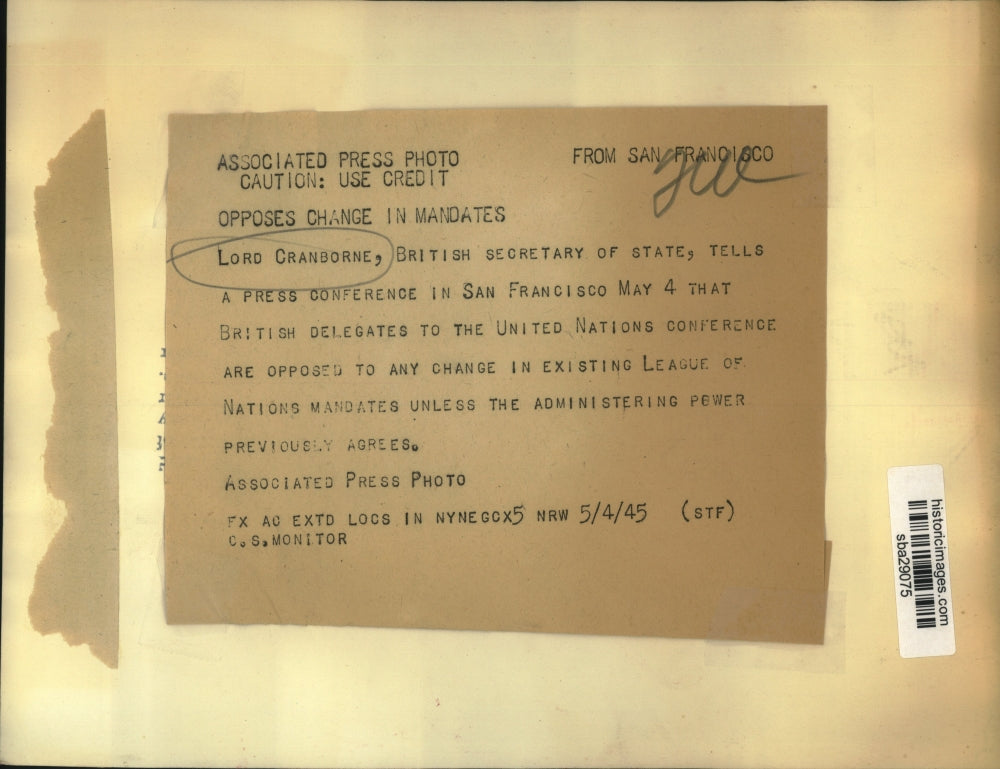 ASSOCIATED PRESS PHOTO FROM SAN FRANCISCO
CAUTION: USE CREDIT
OPPOSES CHANGE IN MANDATES
LORD CRANBORNE, BRITISH SECRETARY OF STATE, TELLS
A PRESS CONFERENCE IN SAN FRANCISCO MAY 4 THAT
BRITISH DELEGATES TO THE UNITED NATIONS CONFERENCE
ARE OPPOSED TO ANY CHANGE IN EXISTING LEAGUE OF
NATIONS MANDATES UNLESS THE ADMINISTERING POWER
PREVIOUSLY AGREES.
ASSOCIATED PRESS PHOTO
FX AO EXTD LOCS IN NYNEGCX5 NRW 5/4/45 (STF)
C.S.MONITOR
historicimages.com
sba29075